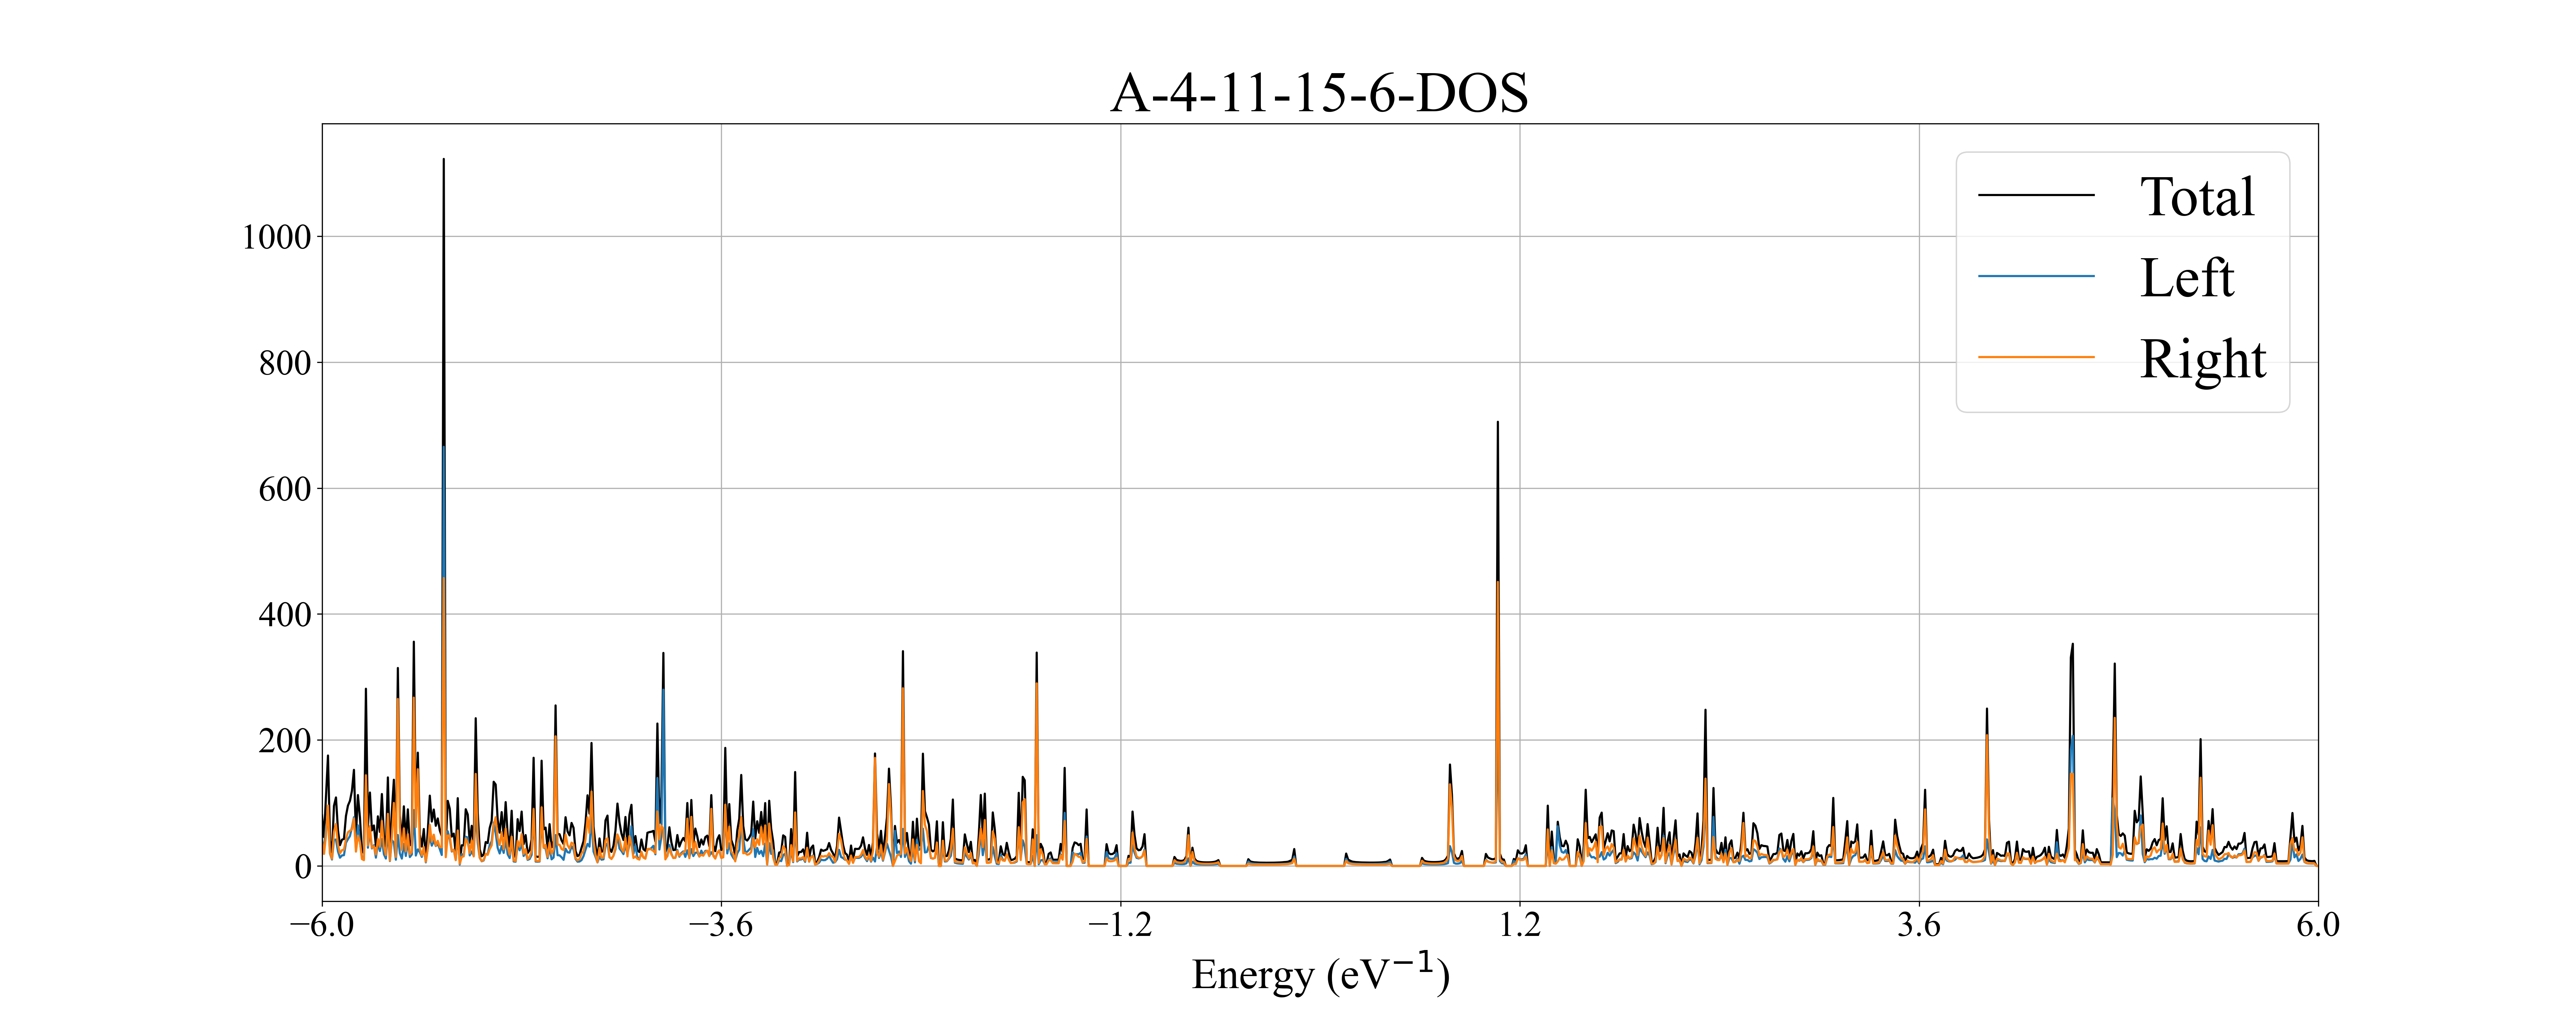 A-4-11-15-6-DOS
Total
Left
Right
1000
800
600
400
200
0
−6.0
−3.6
−1.2
1.2
3.6
6.0
Energy (eV⁻¹)